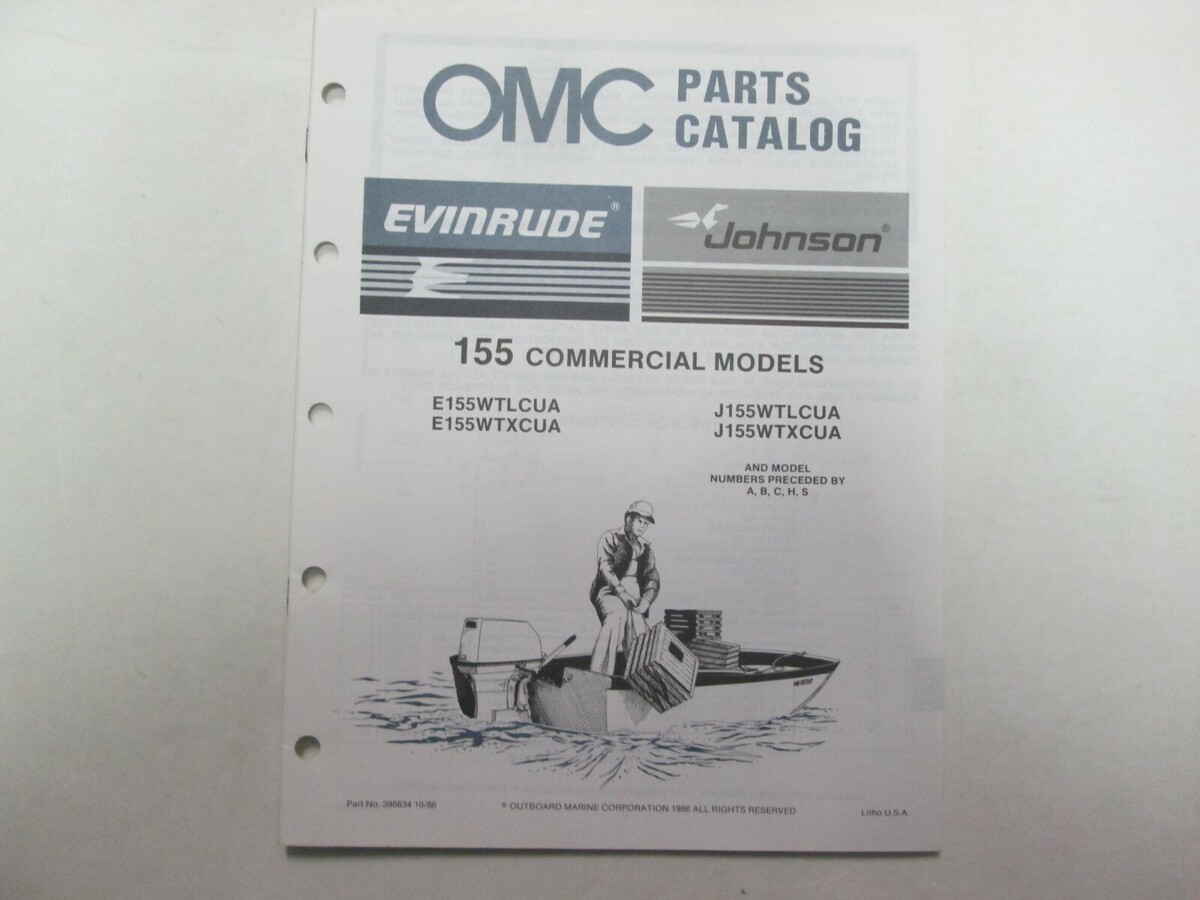 OMC PARTS
CATALOG
EVINRUDE®
Johnson®
155 COMMERCIAL MODELS
E155WTLCUA
E155WTXCUA
J155WTLCUA
J155WTXCUA
AND MODEL
NUMBERS PRECEDED BY
A, B, C, H, S
Part No. 398634 10/86
© OUTBOARD MARINE CORPORATION 1986 ALL RIGHTS RESERVED
Litho U.S.A.